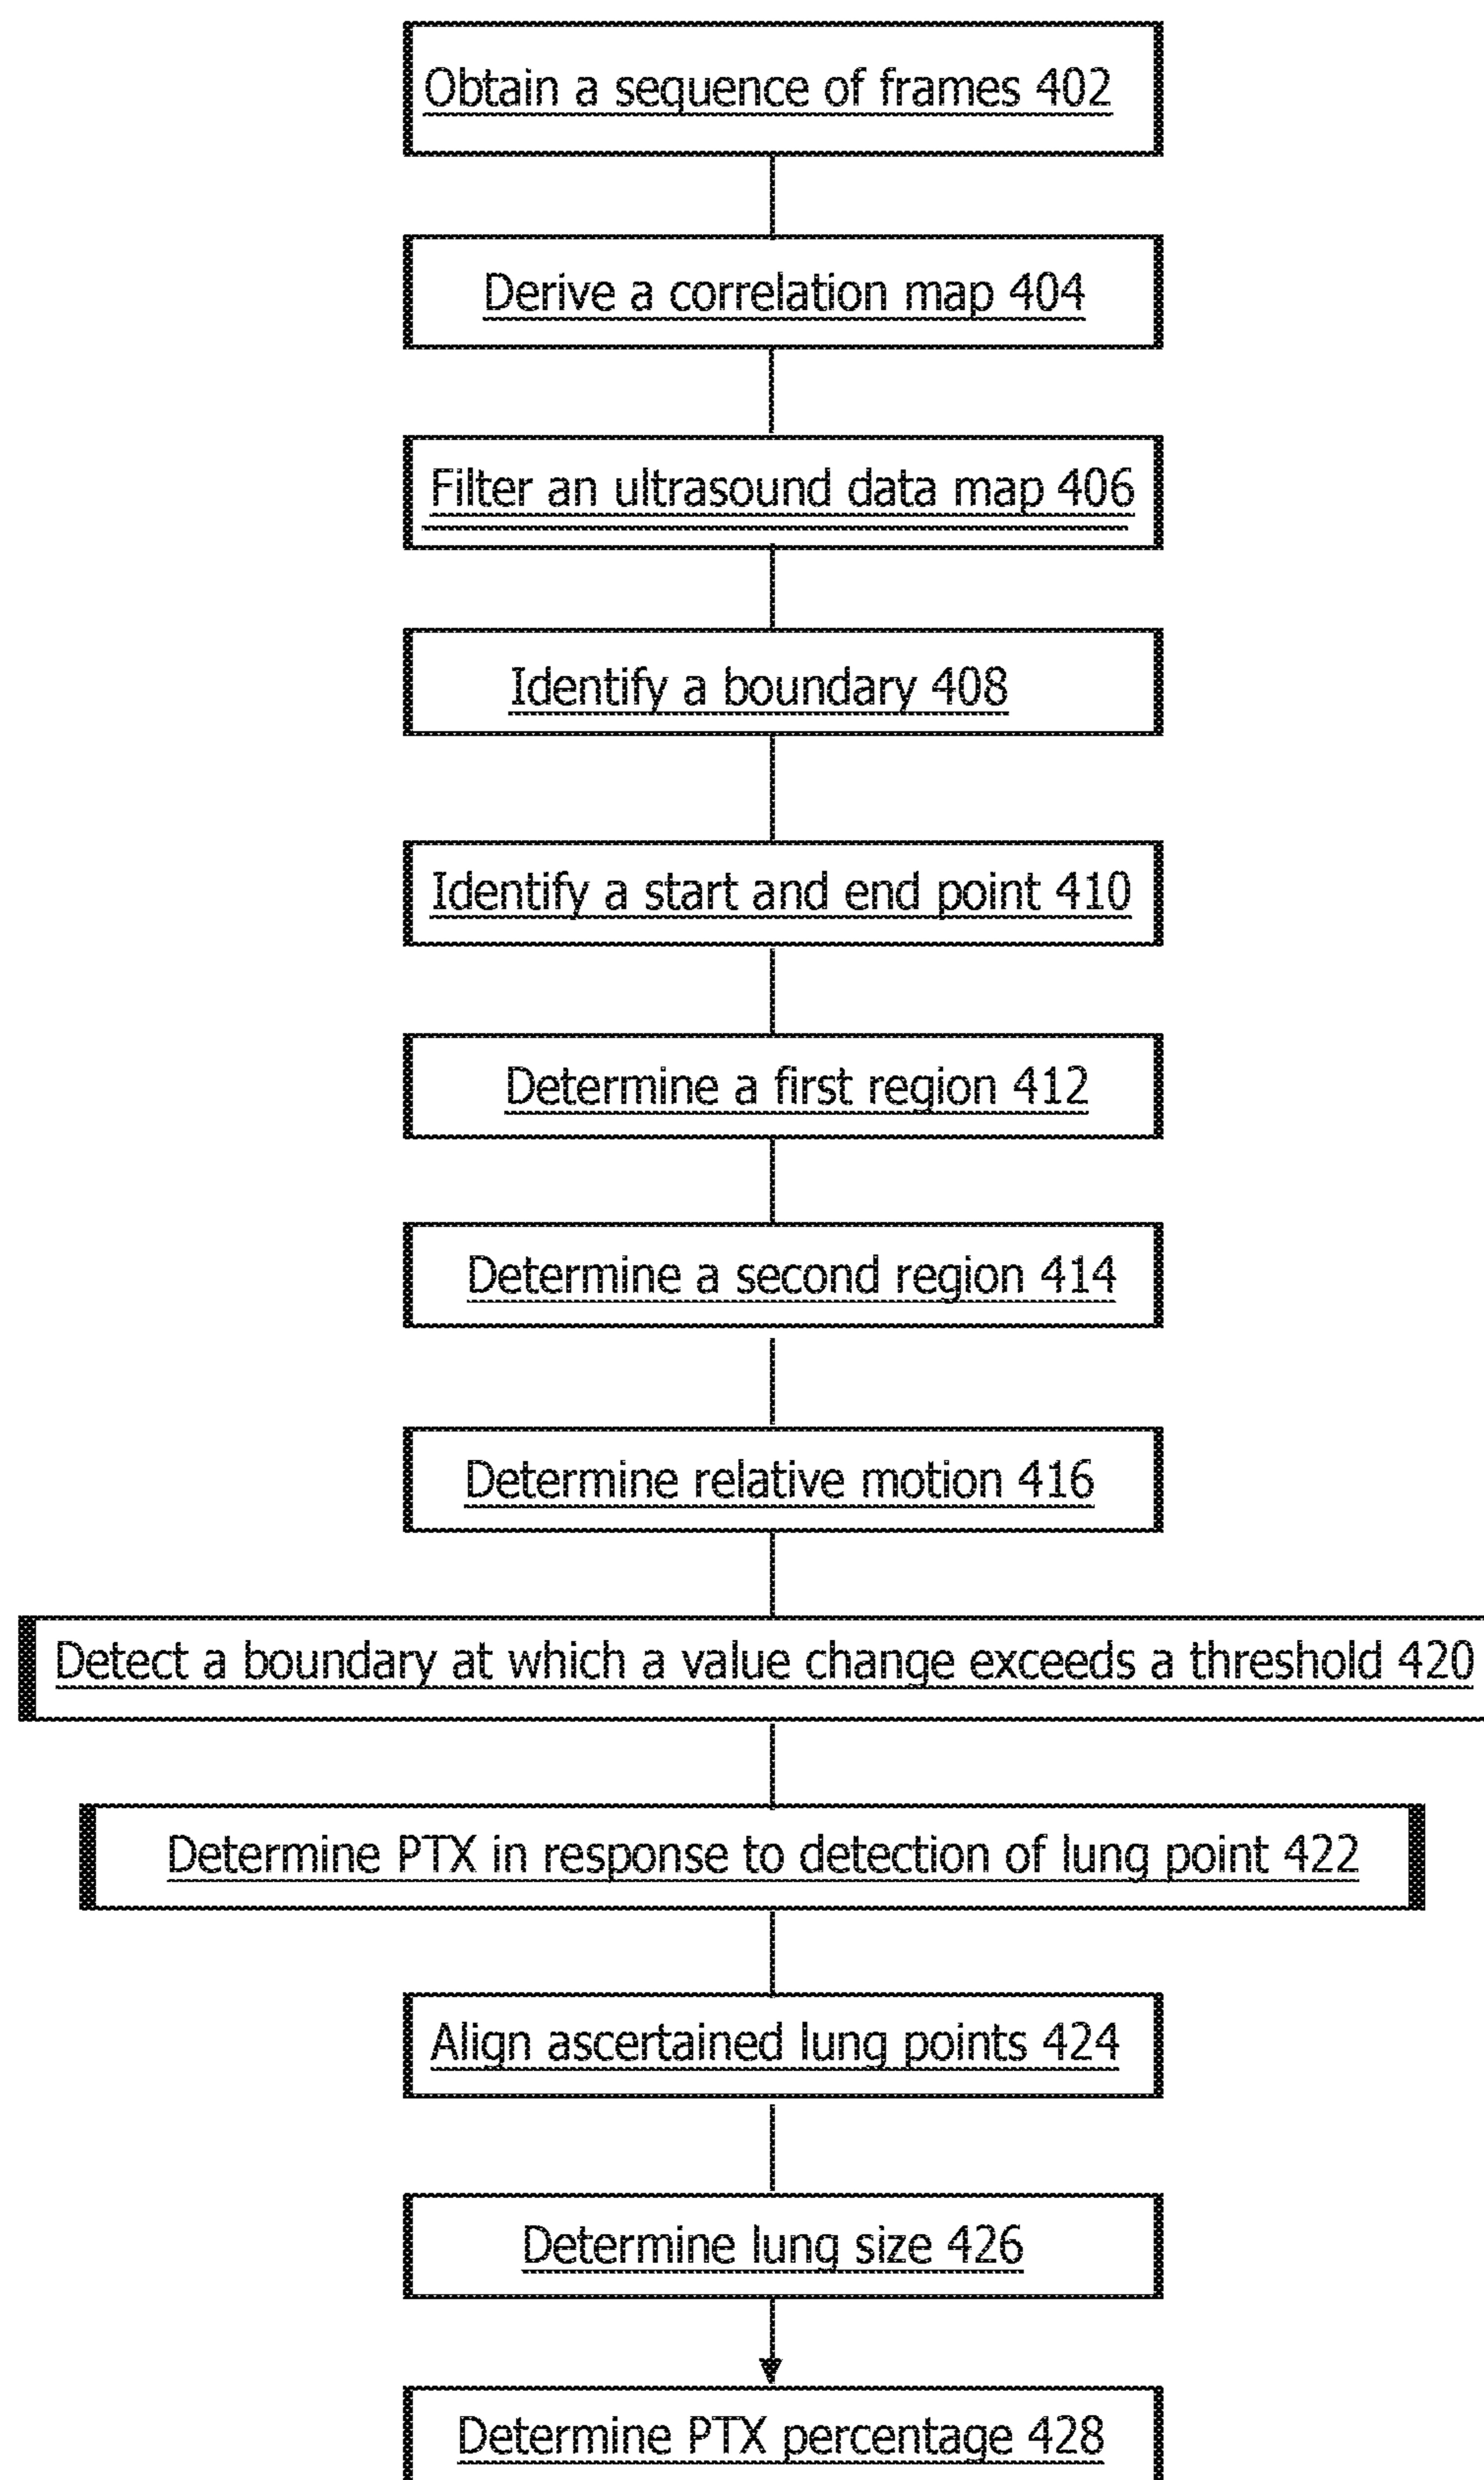 Obtain a sequence of frames 402
Derive a correlation map 404
Filter an ultrasound data map 406
Identify a boundary 408
Identify a start and end point 410
Determine a first region 412
Determine a second region 414
Determine relative motion 416
Detect a boundary at which a value change exceeds a threshold 420
Determine PTX in response to detection of lung point 422
Align ascertained lung points 424
Determine lung size 426
Determine PTX percentage 428